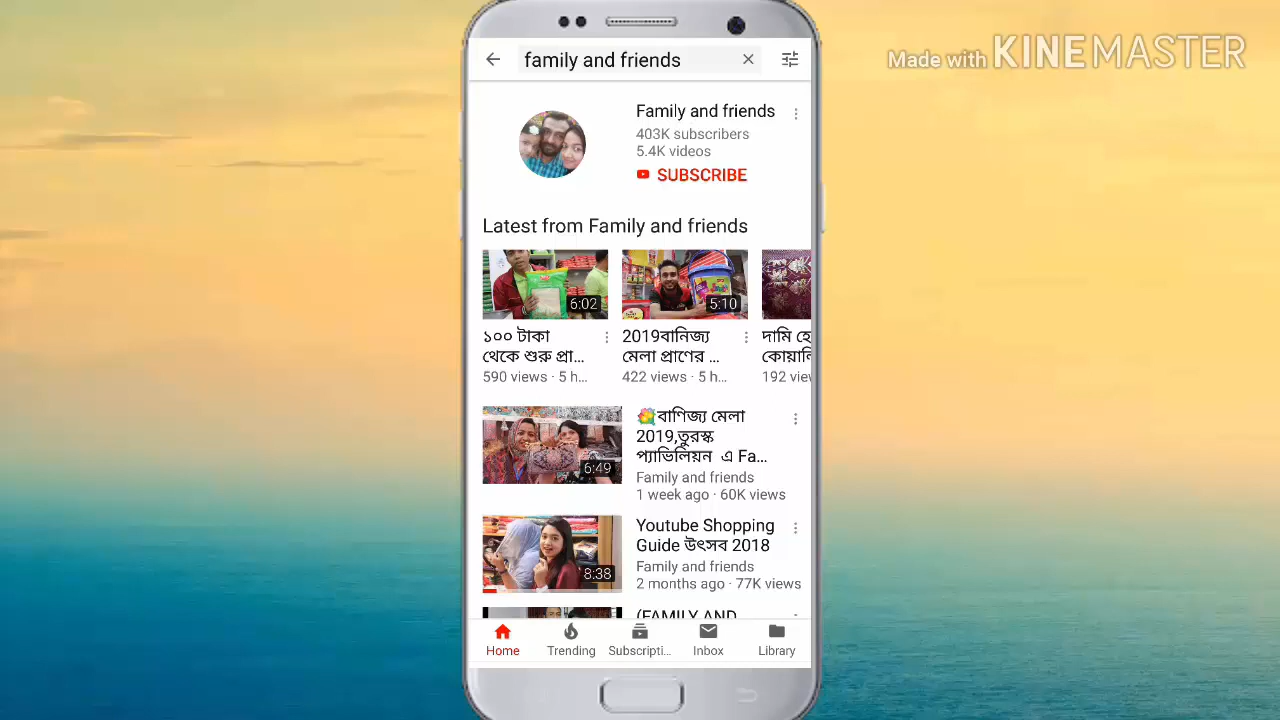 Made with KINEMASTER
family and friends
Family and friends
403K subscribers
5.4K videos
SUBSCRIBE
Latest from Family and friends
6:02
5:10
১০০ টাকা
থেকে শুরু প্রা...
590 views · 5 h...
2019বানিজ্য
মেলা প্রাণের ...
422 views · 5 h...
দামি হে
কোয়ালি
192 vie
6:49
বাণিজ্য মেলা
2019,তুরস্ক
প্যাভিলিয়ন এ Fa...
Family and friends
1 week ago · 60K views
8:38
Youtube Shopping
Guide উৎসব 2018
Family and friends
2 months ago · 77K views
(FAMILY AND
Home
Trending
Subscripti...
Inbox
Library